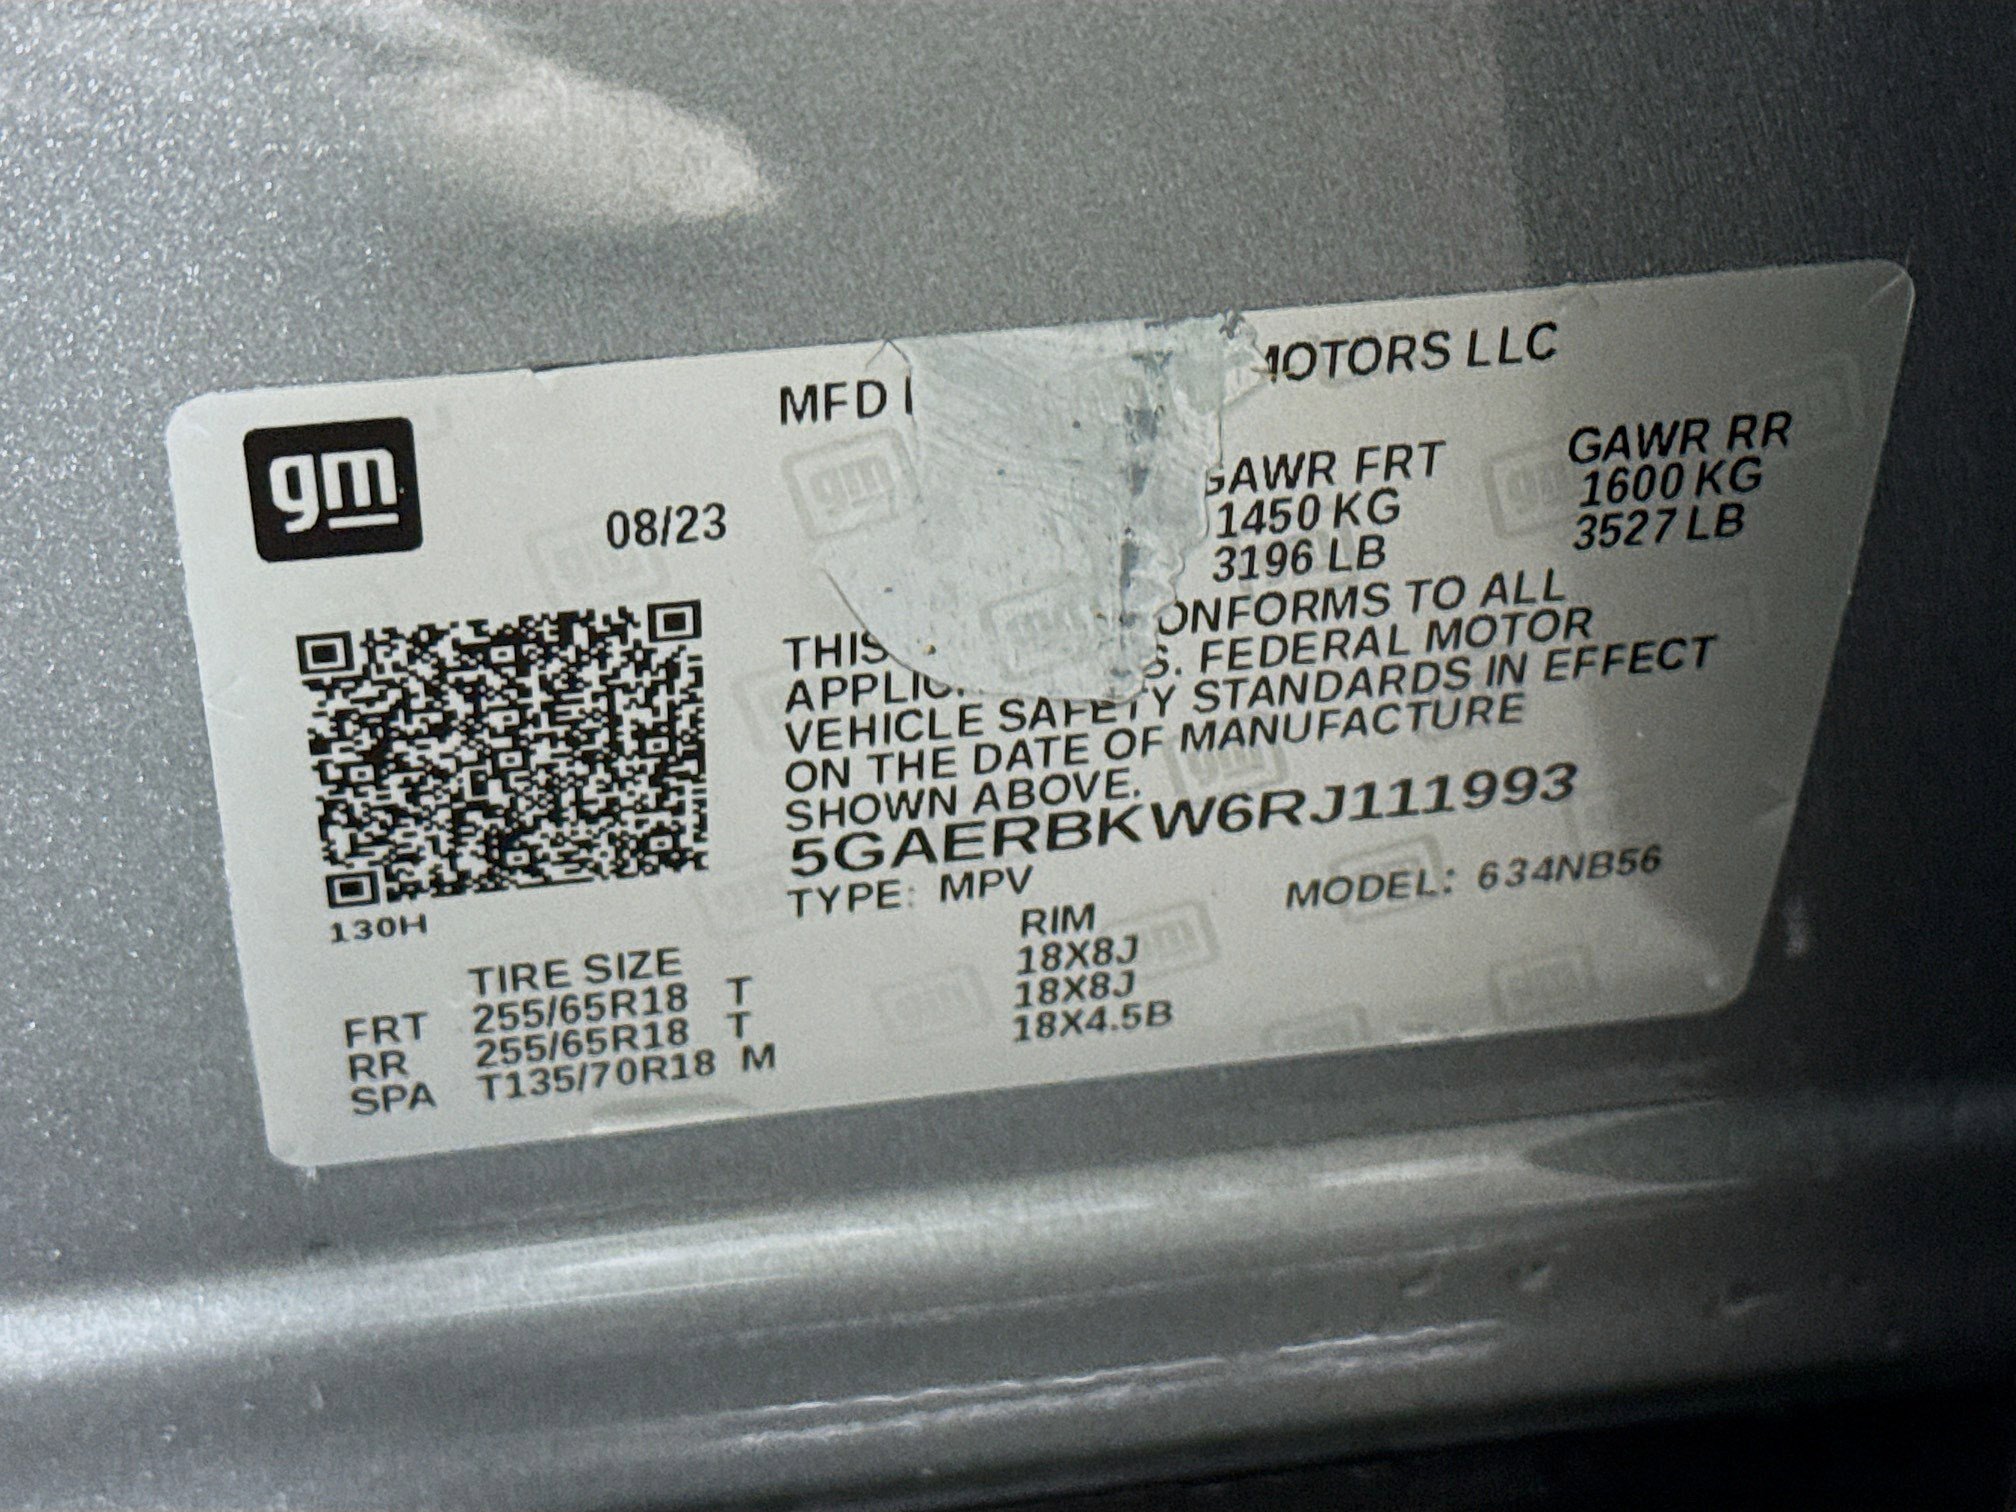 gm
MFD MOTORS LLC
08/23
GAWR FRT GAWR RR
1450 KG 1600 KG
3196 LB 3527 LB
THIS CONFORMS TO ALL
FEDERAL MOTOR
VEHICLE SAFETY STANDARDS IN EFFECT
ON THE DATE OF MANUFACTURE
SHOWN ABOVE.
5GAERBKW6RJ111993
TYPE: MPV MODEL: 634NB56
130H
TIRE SIZE RIM
FRT 255/65R18 T 18X8J
RR 255/65R18 T 18X8J
SPA T135/70R18 M 18X4.5B